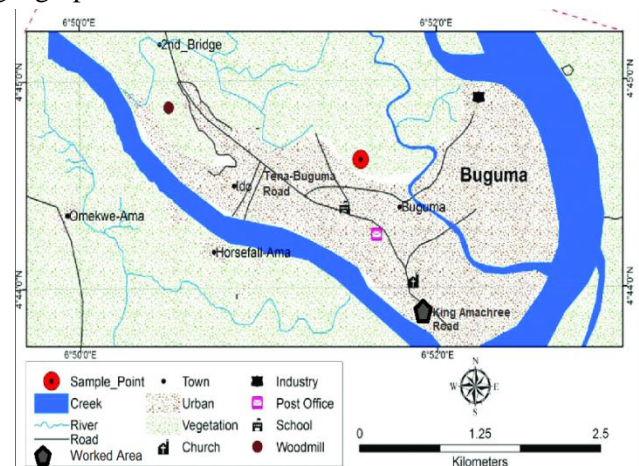 6°50'0"E
6°52'0"E
2nd_Bridge
4°45'0"N
4°45'0"N
Tena-Buguma
Road
Ido
Buguma
Buguma
Omekwe-Ama
Horsefall-Ama
4°44'0"N
4°44'0"N
King Amachree
Road
6°50'0"E
6°52'0"E
Sample_Point
Town
Industry
Creek
Urban
Post Office
River
Vegetation
School
Road
Church
Woodmill
Worked Area
N
W
E
S
0
1.25
2.5
Kilometers